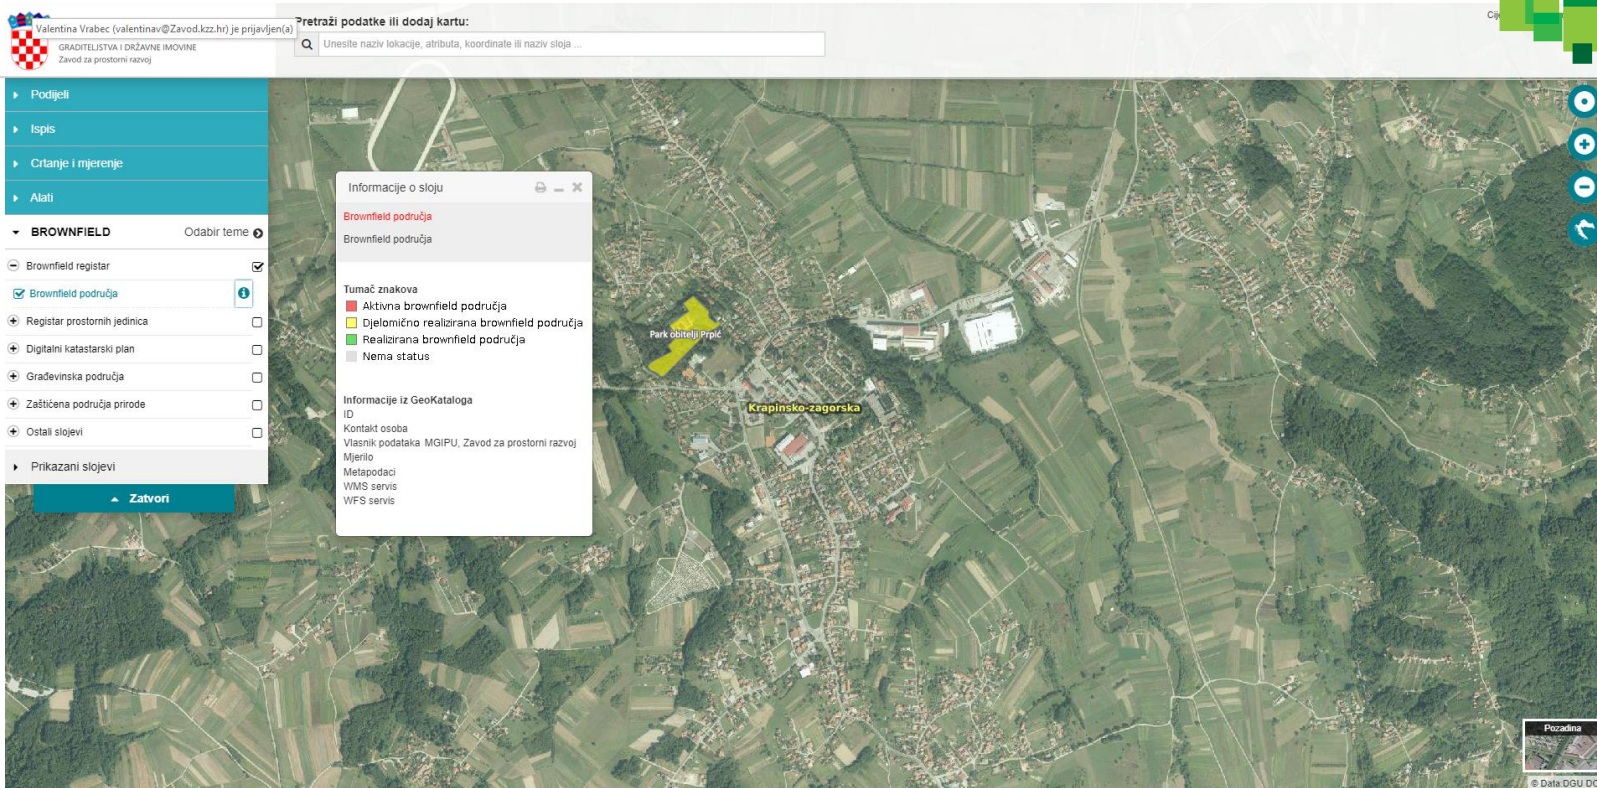 Valentina Vrabec (valentinav@Zavod.kzz.hr) je prijavljen(a)
GRADITELJSTVA I DRŽAVNE IMOVINE
Zavod za prostorni razvoj
Pretraži podatke ili dodaj kartu:
Unesite naziv lokacije, atributa, koordinate ili naziv sloja ...
Podijeli
Ispis
Crtanje i mjerenje
Alati
BROWNFIELD Odabir teme
Brownfield registar
Brownfield područja
Registar prostornih jedinica
Digitalni katastarski plan
Građevinska područja
Zaštićena područja prirode
Ostali slojevi
Prikazani slojevi
Zatvori
Informacije o sloju
Brownfield područja
Brownfield područja
Tumač znakova
Aktivna brownfield područja
Djelomično realizirana brownfield područja
Realizirana brownfield područja
Nema status
Informacije iz GeoKataloga
ID
Kontakt osoba
Vlasnik podataka MGIPU, Zavod za prostorni razvoj
Mjerilo
Metapodaci
WMS servis
WFS servis
Park obitelji Prpić
Krapinsko-zagorska
Pozadina
© Data:DGU DO